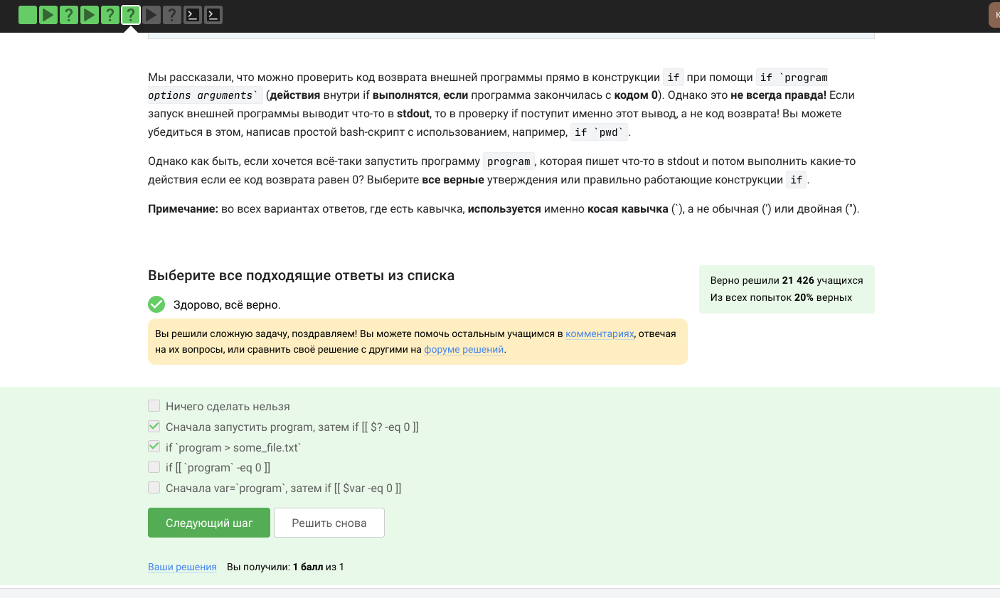 Мы рассказали, что можно проверить код возврата внешней программы прямо в конструкции if при помощи if `program
options arguments` (действия внутри if выполнятся, если программа закончилась с кодом 0). Однако это не всегда правда! Если
запуск внешней программы выводит что-то в stdout, то в проверку if поступит именно этот вывод, а не код возврата! Вы можете
убедиться в этом, написав простой bash-скрипт с использованием, например, if `pwd`.
Однако как быть, если хочется всё-таки запустить программу program, которая пишет что-то в stdout и потом выполнить какие-то
действия если ее код возврата равен 0? Выберите все верные утверждения или правильно работающие конструкции if.
Примечание: во всех вариантах ответов, где есть кавычка, используется именно косая кавычка (`), а не обычная (') или двойная (").
Выберите все подходящие ответы из списка
Верно решили 21 426 учащихся
Из всех попыток 20% верных
Здорово, всё верно.
Вы решили сложную задачу, поздравляем! Вы можете помочь остальным учащимся в комментариях, отвечая
на их вопросы, или сравнить своё решение с другими на форуме решений.
Ничего сделать нельзя
Сначала запустить program, затем if [[ $? -eq 0 ]]
if `program > some_file.txt`
if [[ `program` -eq 0 ]]
Сначала var=`program`, затем if [[ $var -eq 0 ]]
Следующий шаг
Решить снова
Ваши решения
Вы получили: 1 балл из 1